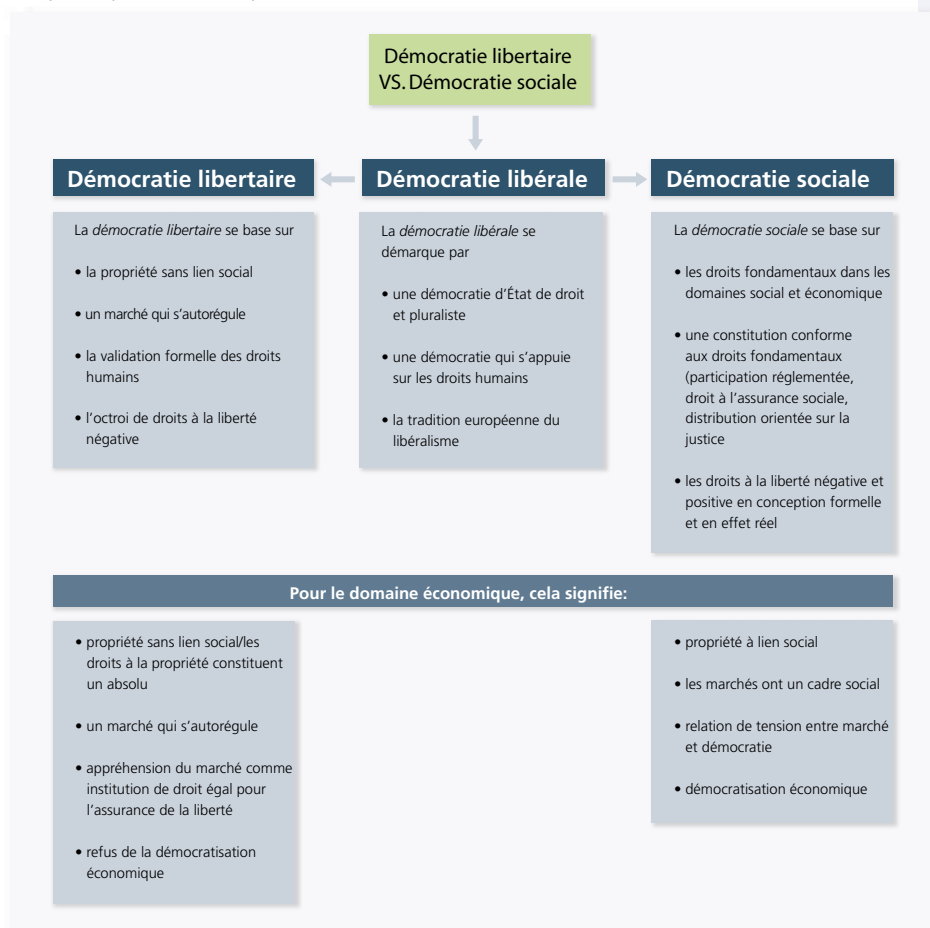 Démocratie libertaire
VS. Démocratie sociale
Démocratie libertaire
Démocratie libérale
Démocratie sociale
La démocratie libertaire se base sur
• la propriété sans lien social
• un marché qui s'autorégule
• la validation formelle des droits
humains
• l'octroi de droits à la liberté
négative
La démocratie libérale se
démarque par
• une démocratie d'État de droit
et pluraliste
• une démocratie qui s'appuie
sur les droits humains
• la tradition européenne du
libéralisme
La démocratie sociale se base sur
• les droits fondamentaux dans les
domaines social et économique
• une constitution conforme
aux droits fondamentaux
(participation réglementée,
droit à l'assurance sociale,
distribution orientée sur la
justice
• les droits à la liberté négative et
positive en conception formelle
et en effet réel
Pour le domaine économique, cela signifie:
• propriété sans lien social/les
droits à la propriété constituent
un absolu
• un marché qui s'autorégule
• appréhension du marché comme
institution de droit égal pour
l'assurance de la liberté
• refus de la démocratisation
économique
• propriété à lien social
• les marchés ont un cadre social
• relation de tension entre marché
et démocratie
• démocratisation économique